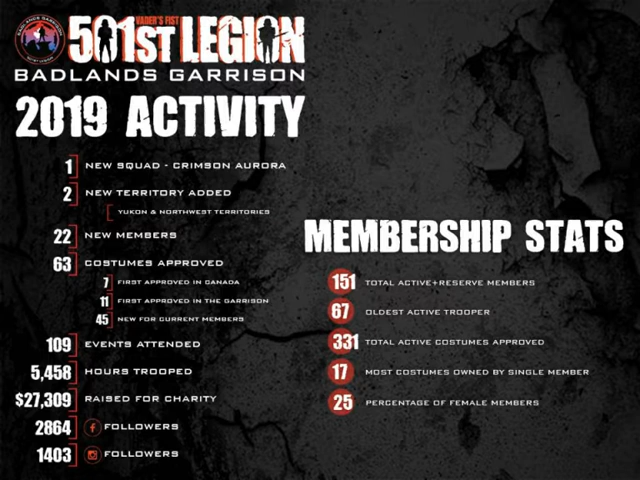 VADER'S FIST
501ST LEGION
BADLANDS GARRISON
2019 ACTIVITY
1 NEW SQUAD - CRIMSON AURORA
2 NEW TERRITORY ADDED
YUKON & NORTHWEST TERRITORIES
22 NEW MEMBERS
63 COSTUMES APPROVED
7 FIRST APPROVED IN CANADA
11 FIRST APPROVED IN THE GARRISON
45 NEW FOR CURRENT MEMBERS
109 EVENTS ATTENDED
5,458 HOURS TROOPED
$27,309 RAISED FOR CHARITY
2864 FOLLOWERS
1403 FOLLOWERS
MEMBERSHIP STATS
151 TOTAL ACTIVE+RESERVE MEMBERS
67 OLDEST ACTIVE TROOPER
331 TOTAL ACTIVE COSTUMES APPROVED
17 MOST COSTUMES OWNED BY SINGLE MEMBER
25 PERCENTAGE OF FEMALE MEMBERS